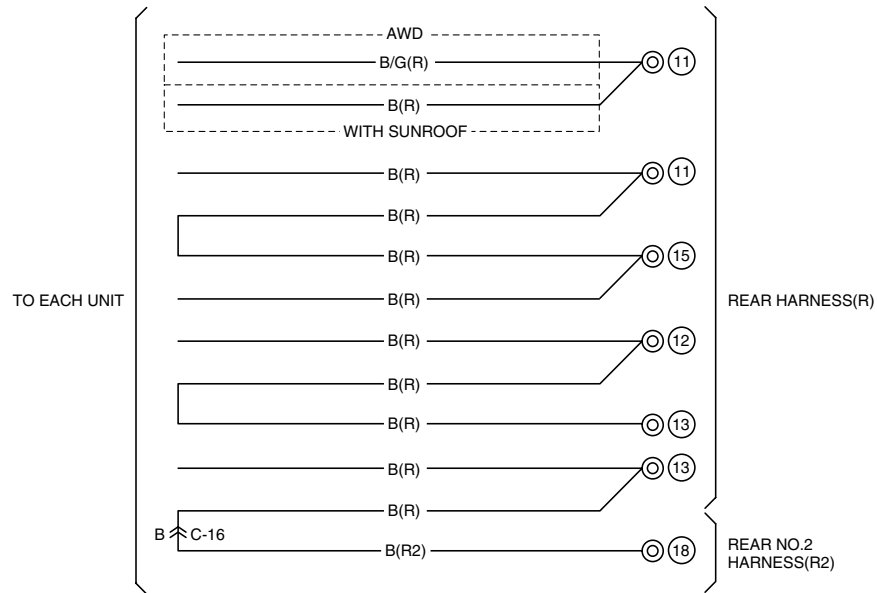 AWD
B/G(R) 11
B(R)
WITH SUNROOF
B(R) 11
B(R)
B(R) 15
TO EACH UNIT
B(R)
REAR HARNESS(R)
B(R) 12
B(R)
B(R) 13
B(R) 13
B(R)
B C-16
B(R2) 18
REAR NO.2
HARNESS(R2)